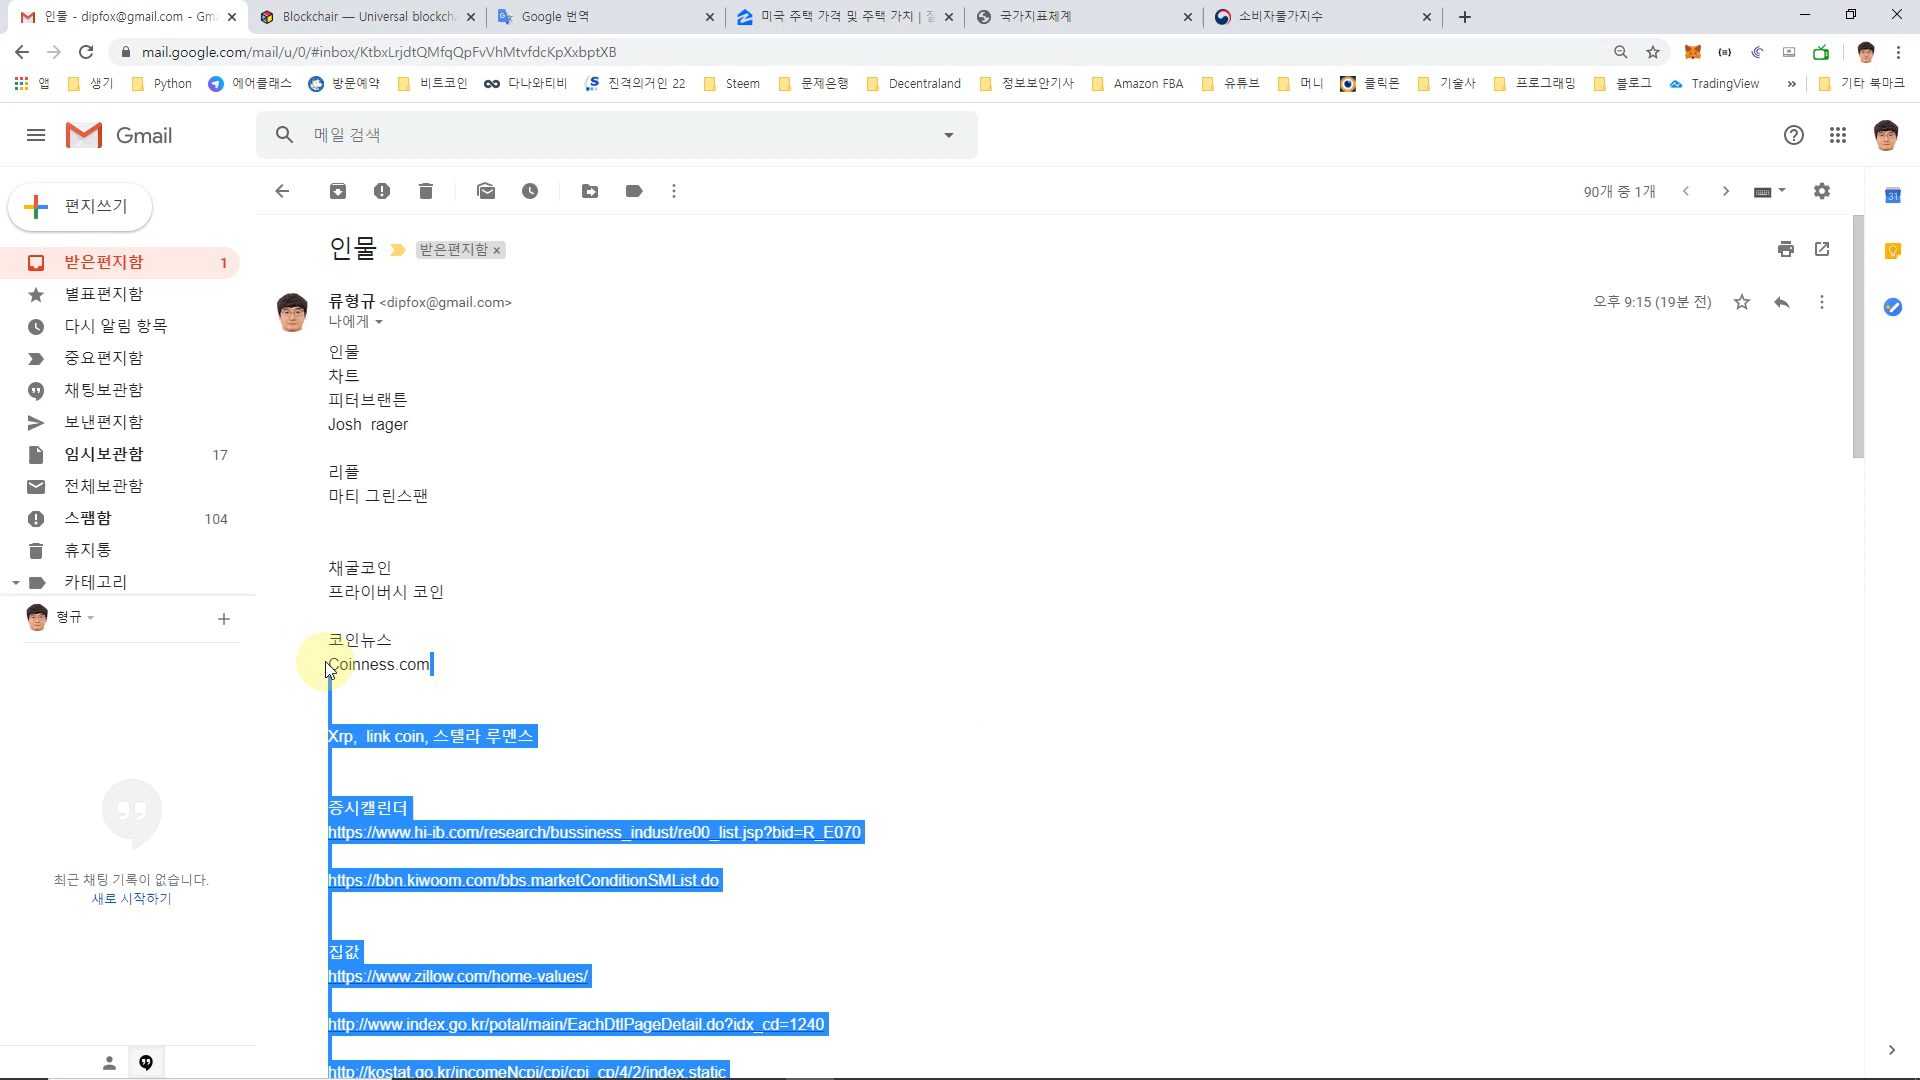 인물 - dipfox@gmail.com - Gm
Blockchair — Universal blockch
Google 번역
미국 주택 가격 및 주택 가치 |
국가지표체계
소비자물가지수
mail.google.com/mail/u/0/#inbox/KtbxLrjdtQMfqQpFvVhMtvfdcKpXxbptXB
앱
생기
Python
에어클래스
방문예약
비트코인
다나와티비
진격의거인 22
Steem
문제은행
Decentraland
정보보안기사
Amazon FBA
유튜브
머니
클릭몬
기술사
프로그래밍
블로그
TradingView
»
기타 북마크
Gmail
메일 검색
편지쓰기
90개 중 1개
31
받은편지함 1
별표편지함
다시 알림 항목
중요편지함
채팅보관함
보낸편지함
임시보관함 17
전체보관함
스팸함 104
휴지통
카테고리
형규
최근 채팅 기록이 없습니다.
새로 시작하기
인물 받은편지함 ×
류형규 <dipfox@gmail.com>
오후 9:15 (19분 전)
나에게
인물
차트
피터브랜튼
Josh rager
리플
마티 그린스팬
채굴코인
프라이버시 코인
코인뉴스
Coinness.com
Xrp, link coin, 스텔라 루멘스
증시캘린더
https://www.hi-ib.com/research/bussiness_indust/re00_list.jsp?bid=R_E070
https://bbn.kiwoom.com/bbs.marketConditionSMList.do
집값
https://www.zillow.com/home-values/
http://www.index.go.kr/potal/main/EachDtlPageDetail.do?idx_cd=1240
http://kostat.go.kr/incomeNcpi/cpi/cpi_cp/4/2/index.static